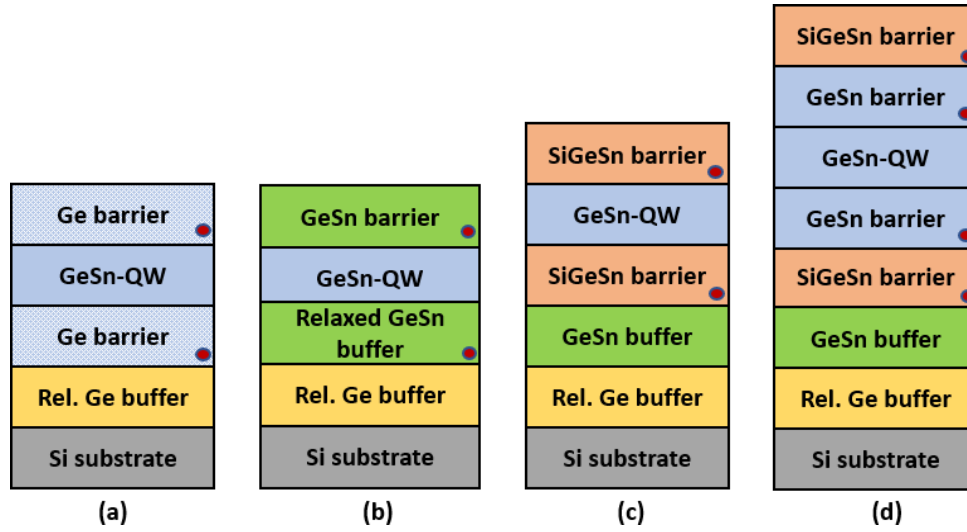 Ge barrier
GeSn-QW
Ge barrier
Rel. Ge buffer
Si substrate
(a)
GeSn barrier
GeSn-QW
Relaxed GeSn
buffer
Rel. Ge buffer
Si substrate
(b)
SiGeSn barrier
GeSn-QW
SiGeSn barrier
GeSn buffer
Rel. Ge buffer
Si substrate
(c)
SiGeSn barrier
GeSn barrier
GeSn-QW
GeSn barrier
SiGeSn barrier
GeSn buffer
Rel. Ge buffer
Si substrate
(d)